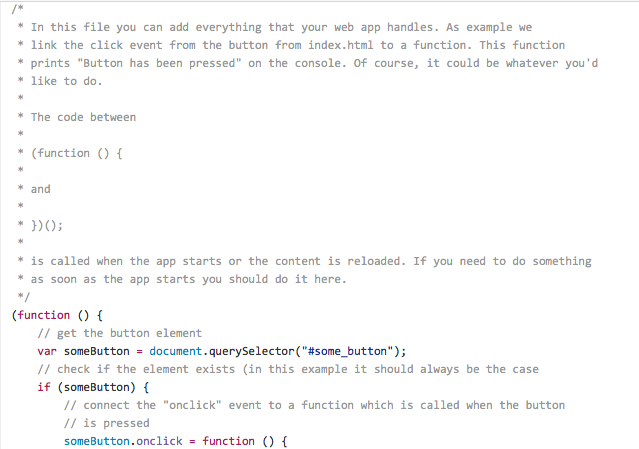 /*
 * In this file you can add everything that your web app handles. As example we
 * link the click event from the button from index.html to a function. This function
 * prints "Button has been pressed" on the console. Of course, it could be whatever you'd
 * like to do.
 *
 * The code between
 *
 * (function () {
 *
 * and
 *
 * })();
 *
 * is called when the app starts or the content is reloaded. If you need to do something
 * as soon as the app starts you should do it here.
 */
(function () {
    // get the button element
    var someButton = document.querySelector("#some_button");
    // check if the element exists (in this example it should always be the case
    if (someButton) {
        // connect the "onclick" event to a function which is called when the button
        // is pressed
        someButton.onclick = function () {